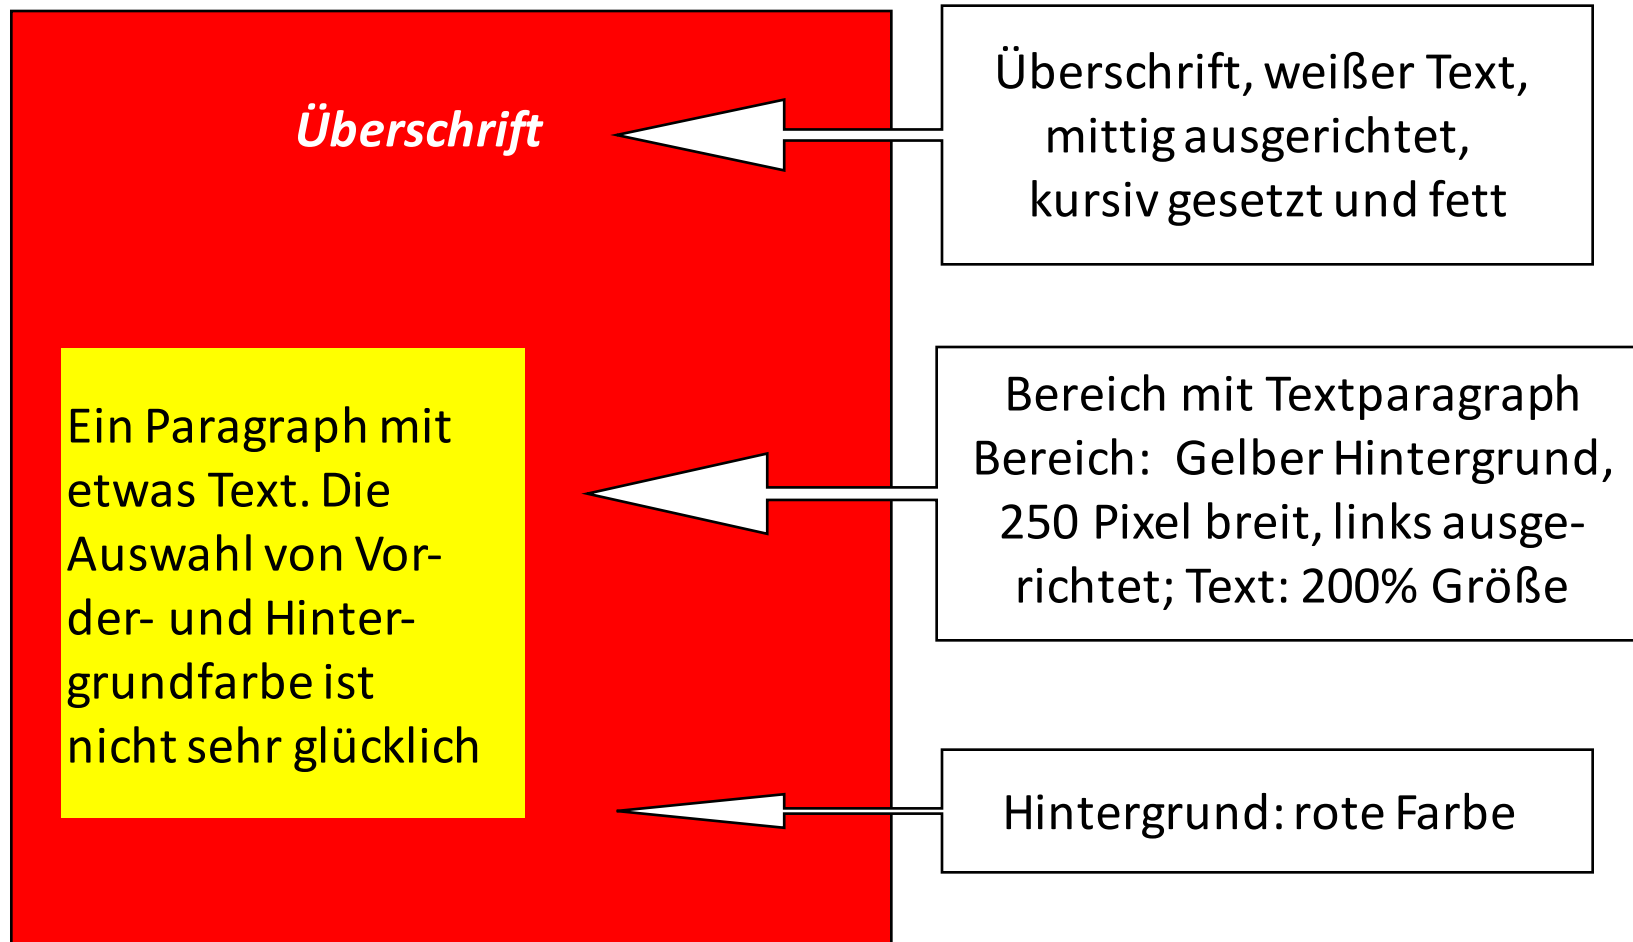 Überschrift
Überschrift, weißer Text,
mittig ausgerichtet,
kursiv gesetzt und fett
Ein Paragraph mit
etwas Text. Die
Auswahl von Vor-
der- und Hinter-
grundfarbe ist
nicht sehr glücklich
Bereich mit Textparagraph
Bereich: Gelber Hintergrund,
250 Pixel breit, links ausge-
richtet; Text: 200% Größe
Hintergrund: rote Farbe